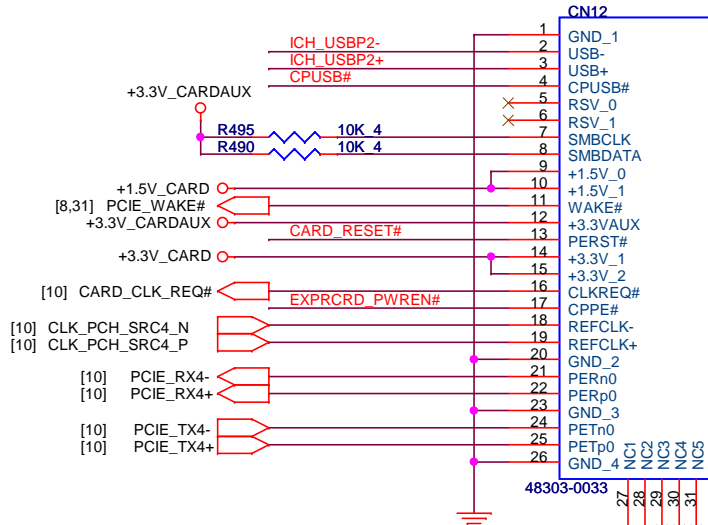 CN12
1 GND_1
ICH_USBP2- 2 USB-
ICH_USBP2+ 3 USB+
CPUSB# 4 CPUSB#
+3.3V_CARDAUX
5 RSV_0
6 RSV_1
R495 10K_4 7 SMBCLK
R490 10K_4 8 SMBDATA
9 +1.5V_0
+1.5V_CARD 10 +1.5V_1
[8,31] PCIE_WAKE# 11 WAKE#
+3.3V_CARDAUX 12 +3.3VAUX
CARD_RESET# 13 PERST#
+3.3V_CARD 14 +3.3V_1
15 +3.3V_2
[10] CARD_CLK_REQ# 16 CLKREQ#
EXPRCRD_PWREN# 17 CPPE#
[10] CLK_PCH_SRC4_N 18 REFCLK-
[10] CLK_PCH_SRC4_P 19 REFCLK+
20 GND_2
[10] PCIE_RX4- 21 PERn0
[10] PCIE_RX4+ 22 PERp0
23 GND_3
[10] PCIE_TX4- 24 PETn0
[10] PCIE_TX4+ 25 PETp0
26 GND_4
NC1 NC2 NC3 NC4 NC5
48303-0033
27 28 29 30 31